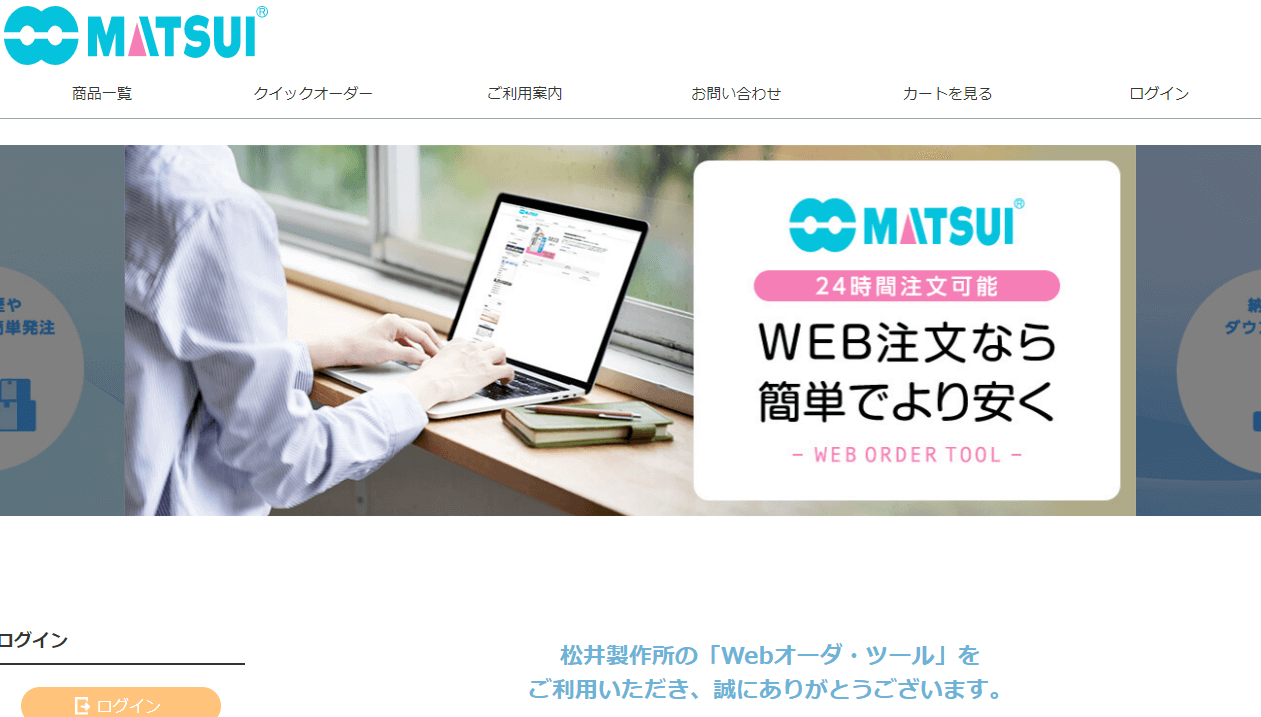 MATSUI®
商品一覧 クイックオーダー ご利用案内 お問い合わせ カートを見る ログイン
MATSUI®
24時間注文可能
WEB注文なら
簡単でより安く
- WEB ORDER TOOL -
単発注
ダウ
ログイン
ログイン
松井製作所の「Webオーダ・ツール」を
ご利用いただき、誠にありがとうございます。